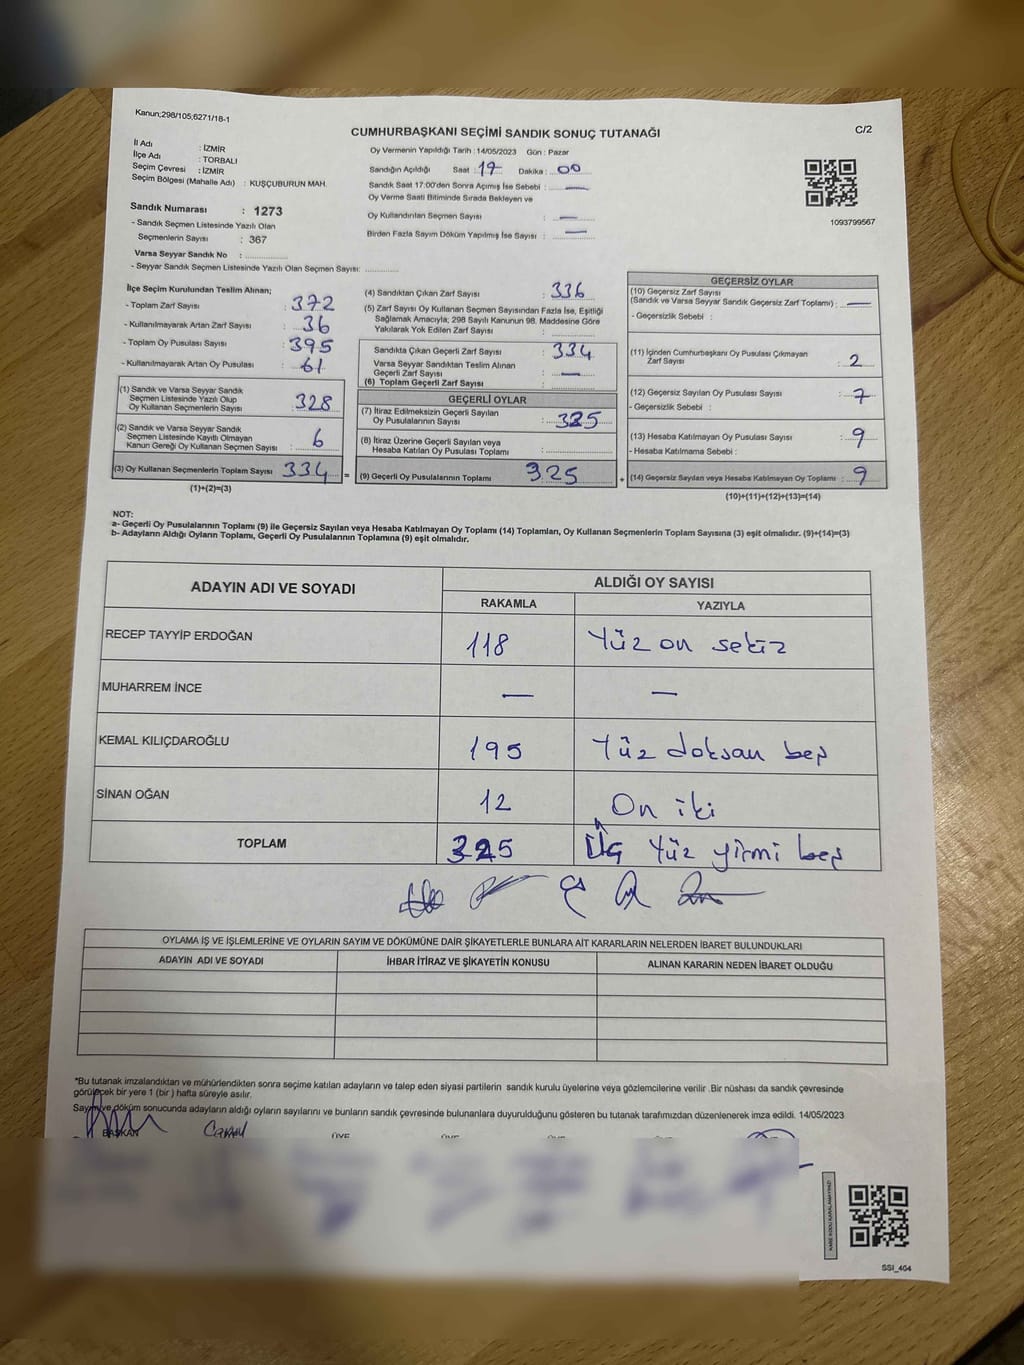 Kanun;298/105;6271/18-1
CUMHURBAŞKANI SEÇİMİ SANDIK SONUÇ TUTANAĞI
C/2
İl Adı : İZMİR
İlçe Adı : TORBALI
Seçim Çevresi : İZMİR
Seçim Bölgesi (Mahalle Adı) : KUŞÇUBURUN MAH.
Sandık Numarası : 1273
- Sandık Seçmen Listesinde Yazılı Olan
Seçmenlerin Sayısı : 367
Varsa Seyyar Sandık No :
- Seyyar Sandık Seçmen Listesinde Yazılı Olan Seçmen Sayısı:
Oy Vermenin Yapıldığı Tarih : 14/05/2023 Gün : Pazar
Sandığın Açıldığı Saat : 17 Dakika : 00
Sandık Saat 17:00'den Sonra Açımış İse Sebebi : —
Oy Verme Saati Bitiminde Sırada Bekleyen ve
Oy Kullandırılan Seçmen Sayısı : —
Birden Fazla Sayım Döküm Yapılmış İse Sayısı : —
1093799567
İlçe Seçim Kurulundan Teslim Alınan;
- Toplam Zarf Sayısı : 372
- Kullanılmayarak Artan Zarf Sayısı : 36
- Toplam Oy Pusulası Sayısı : 395
- Kullanılmayarak Artan Oy Pusulası : 61
(1) Sandık ve Varsa Seyyar Sandık
Seçmen Listesinde Yazılı Olup
Oy Kullanan Seçmenlerin Sayısı : 328
(2) Sandık ve Varsa Seyyar Sandık
Seçmen Listesinde Kayıtlı Olmayan
Kanun Gereği Oy Kullanan Seçmen Sayısı : 6
(3) Oy Kullanan Seçmenlerin Toplam Sayısı : 334 =
(1)+(2)=(3)
(4) Sandıktan Çıkan Zarf Sayısı : 336
(5) Zarf Sayısı Oy Kullanan Seçmen Sayısından Fazla İse, Eşitliği
Sağlamak Amacıyla; 298 Sayılı Kanunun 98. Maddesine Göre
Yakılarak Yok Edilen Zarf Sayısı :
Sandıkta Çıkan Geçerli Zarf Sayısı : 334
Varsa Seyyar Sandıktan Teslim Alınan
Geçerli Zarf Sayısı : —
(6) Toplam Geçerli Zarf Sayısı :
GEÇERLİ OYLAR
(7) İtiraz Edilmeksizin Geçerli Sayılan
Oy Pusulalarının Sayısı : 325
(8) İtiraz Üzerine Geçerli Sayılan veya
Hesaba Katılan Oy Pusulası Toplamı :
(9) Geçerli Oy Pusulalarının Toplamı : 325 +
GEÇERSİZ OYLAR
(10) Geçersiz Zarf Sayısı
(Sandık ve Varsa Seyyar Sandık Geçersiz Zarf Toplamı) : —
- Geçersizlik Sebebi :
(11) İçinden Cumhurbaşkanı Oy Pusulası Çıkmayan
Zarf Sayısı : 2
(12) Geçersiz Sayılan Oy Pusulası Sayısı : 7
- Geçersizlik Sebebi :
(13) Hesaba Katılmayan Oy Pusulası Sayısı : 9
- Hesaba Katılmama Sebebi :
(14) Geçersiz Sayılan veya Hesaba Katılmayan Oy Toplamı : 9
(10)+(11)+(12)+(13)=(14)
NOT:
a- Geçerli Oy Pusulalarının Toplamı (9) ile Geçersiz Sayılan veya Hesaba Katılmayan Oy Toplamı (14) Toplamları, Oy Kullanan Seçmenlerin Toplam Sayısına (3) eşit olmalıdır. (9)+(14)=(3)
b- Adayların Aldığı Oyların Toplamı, Geçerli Oy Pusulalarının Toplamına (9) eşit olmalıdır.
ADAYIN ADI VE SOYADI
ALDIĞI OY SAYISI
RAKAMLA YAZIYLA
RECEP TAYYİP ERDOĞAN 118 Yüz on sekiz
MUHARREM İNCE — —
KEMAL KILIÇDAROĞLU 195 Yüz doksan beş
SİNAN OĞAN 12 On iki
TOPLAM 325 Üç Yüz yirmi beş
OYLAMA İŞ VE İŞLEMLERİNE VE OYLARIN SAYIM VE DÖKÜMÜNE DAİR ŞİKAYETLERLE BUNLARA AİT KARARLARIN NELERDEN İBARET BULUNDUKLARI
ADAYIN ADI VE SOYADI İHBAR İTİRAZ VE ŞİKAYETİN KONUSU ALINAN KARARIN NEDEN İBARET OLDUĞU
*Bu tutanak imzalandıktan ve mühürlendikten sonra seçime katılan adayların ve talep eden siyasi partilerin sandık kurulu üyelerine veya gözlemcilerine verilir .Bir nüshası da sandık çevresinde
görülecek bir yere 1 (bir ) hafta süreyle asılır.
Sayım ve döküm sonucunda adayların aldığı oyların sayılarını ve bunların sandık çevresinde bulunanlara duyurulduğunu gösteren bu tutanak tarafımızdan düzenlenerek imza edildi. 14/05/2023
BAŞKAN
SSI_404